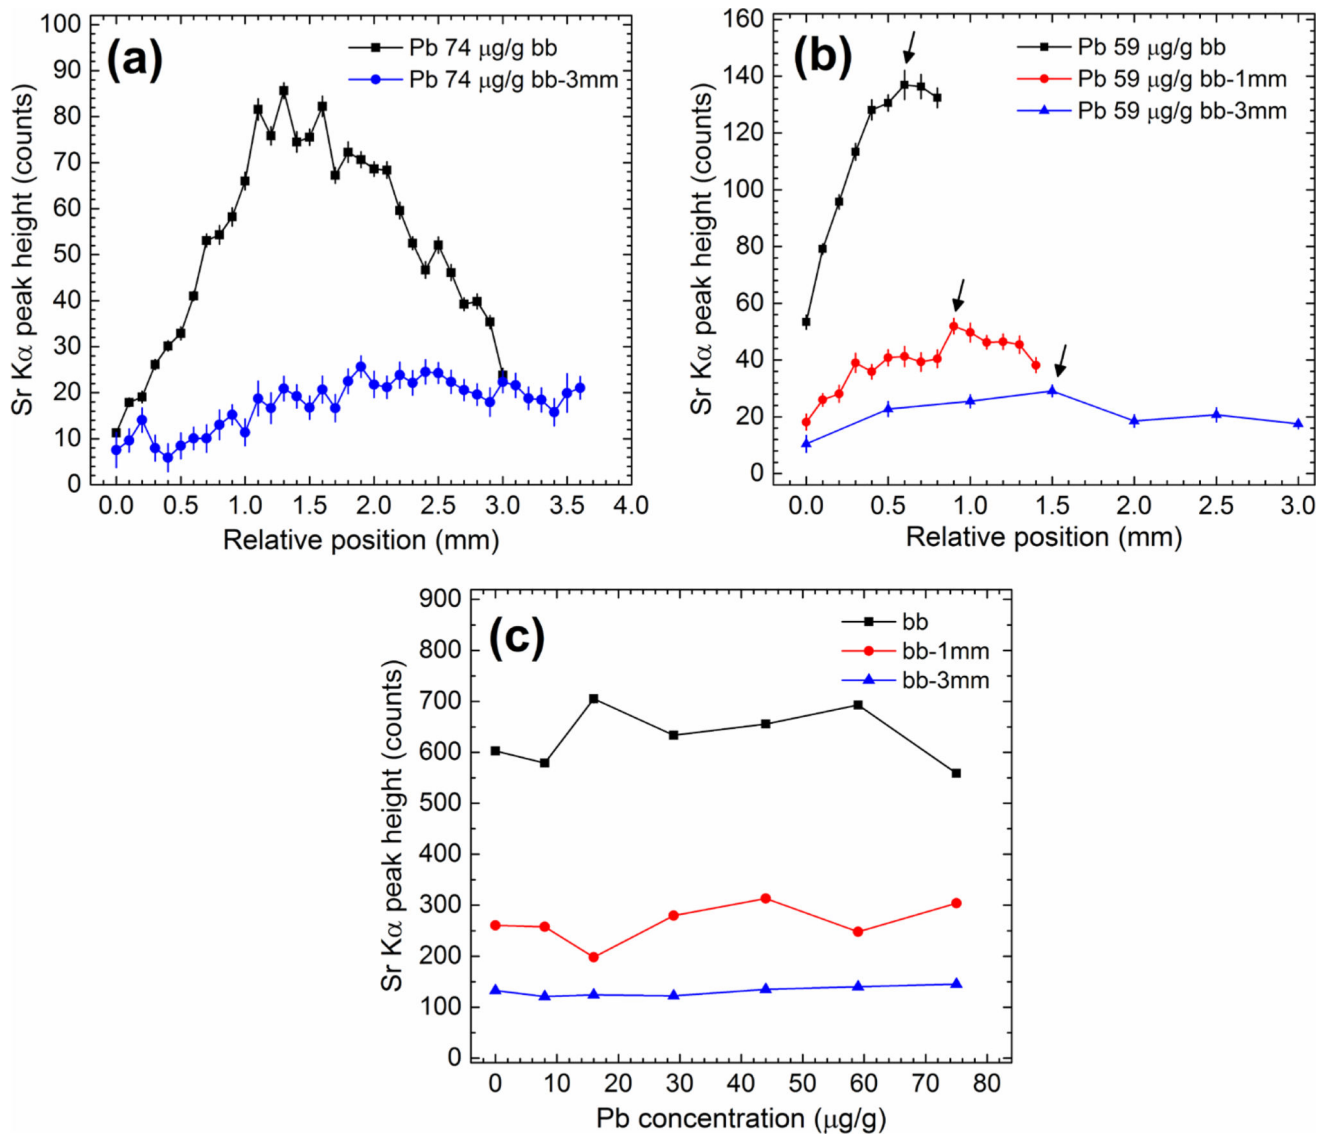 (a)
Pb 74 μg/g bb
Pb 74 μg/g bb-3mm
100
90
80
70
60
50
40
30
20
10
0
Sr Kα peak height (counts)
0.0 0.5 1.0 1.5 2.0 2.5 3.0 3.5 4.0
Relative position (mm)
(b)
Pb 59 μg/g bb
Pb 59 μg/g bb-1mm
Pb 59 μg/g bb-3mm
160
140
120
100
80
60
40
20
0
Sr Kα peak height (counts)
0.0 0.5 1.0 1.5 2.0 2.5 3.0
Relative position (mm)
(c)
bb
bb-1mm
bb-3mm
900
800
700
600
500
400
300
200
100
0
Sr Kα peak height (counts)
0 10 20 30 40 50 60 70 80
Pb concentration (μg/g)